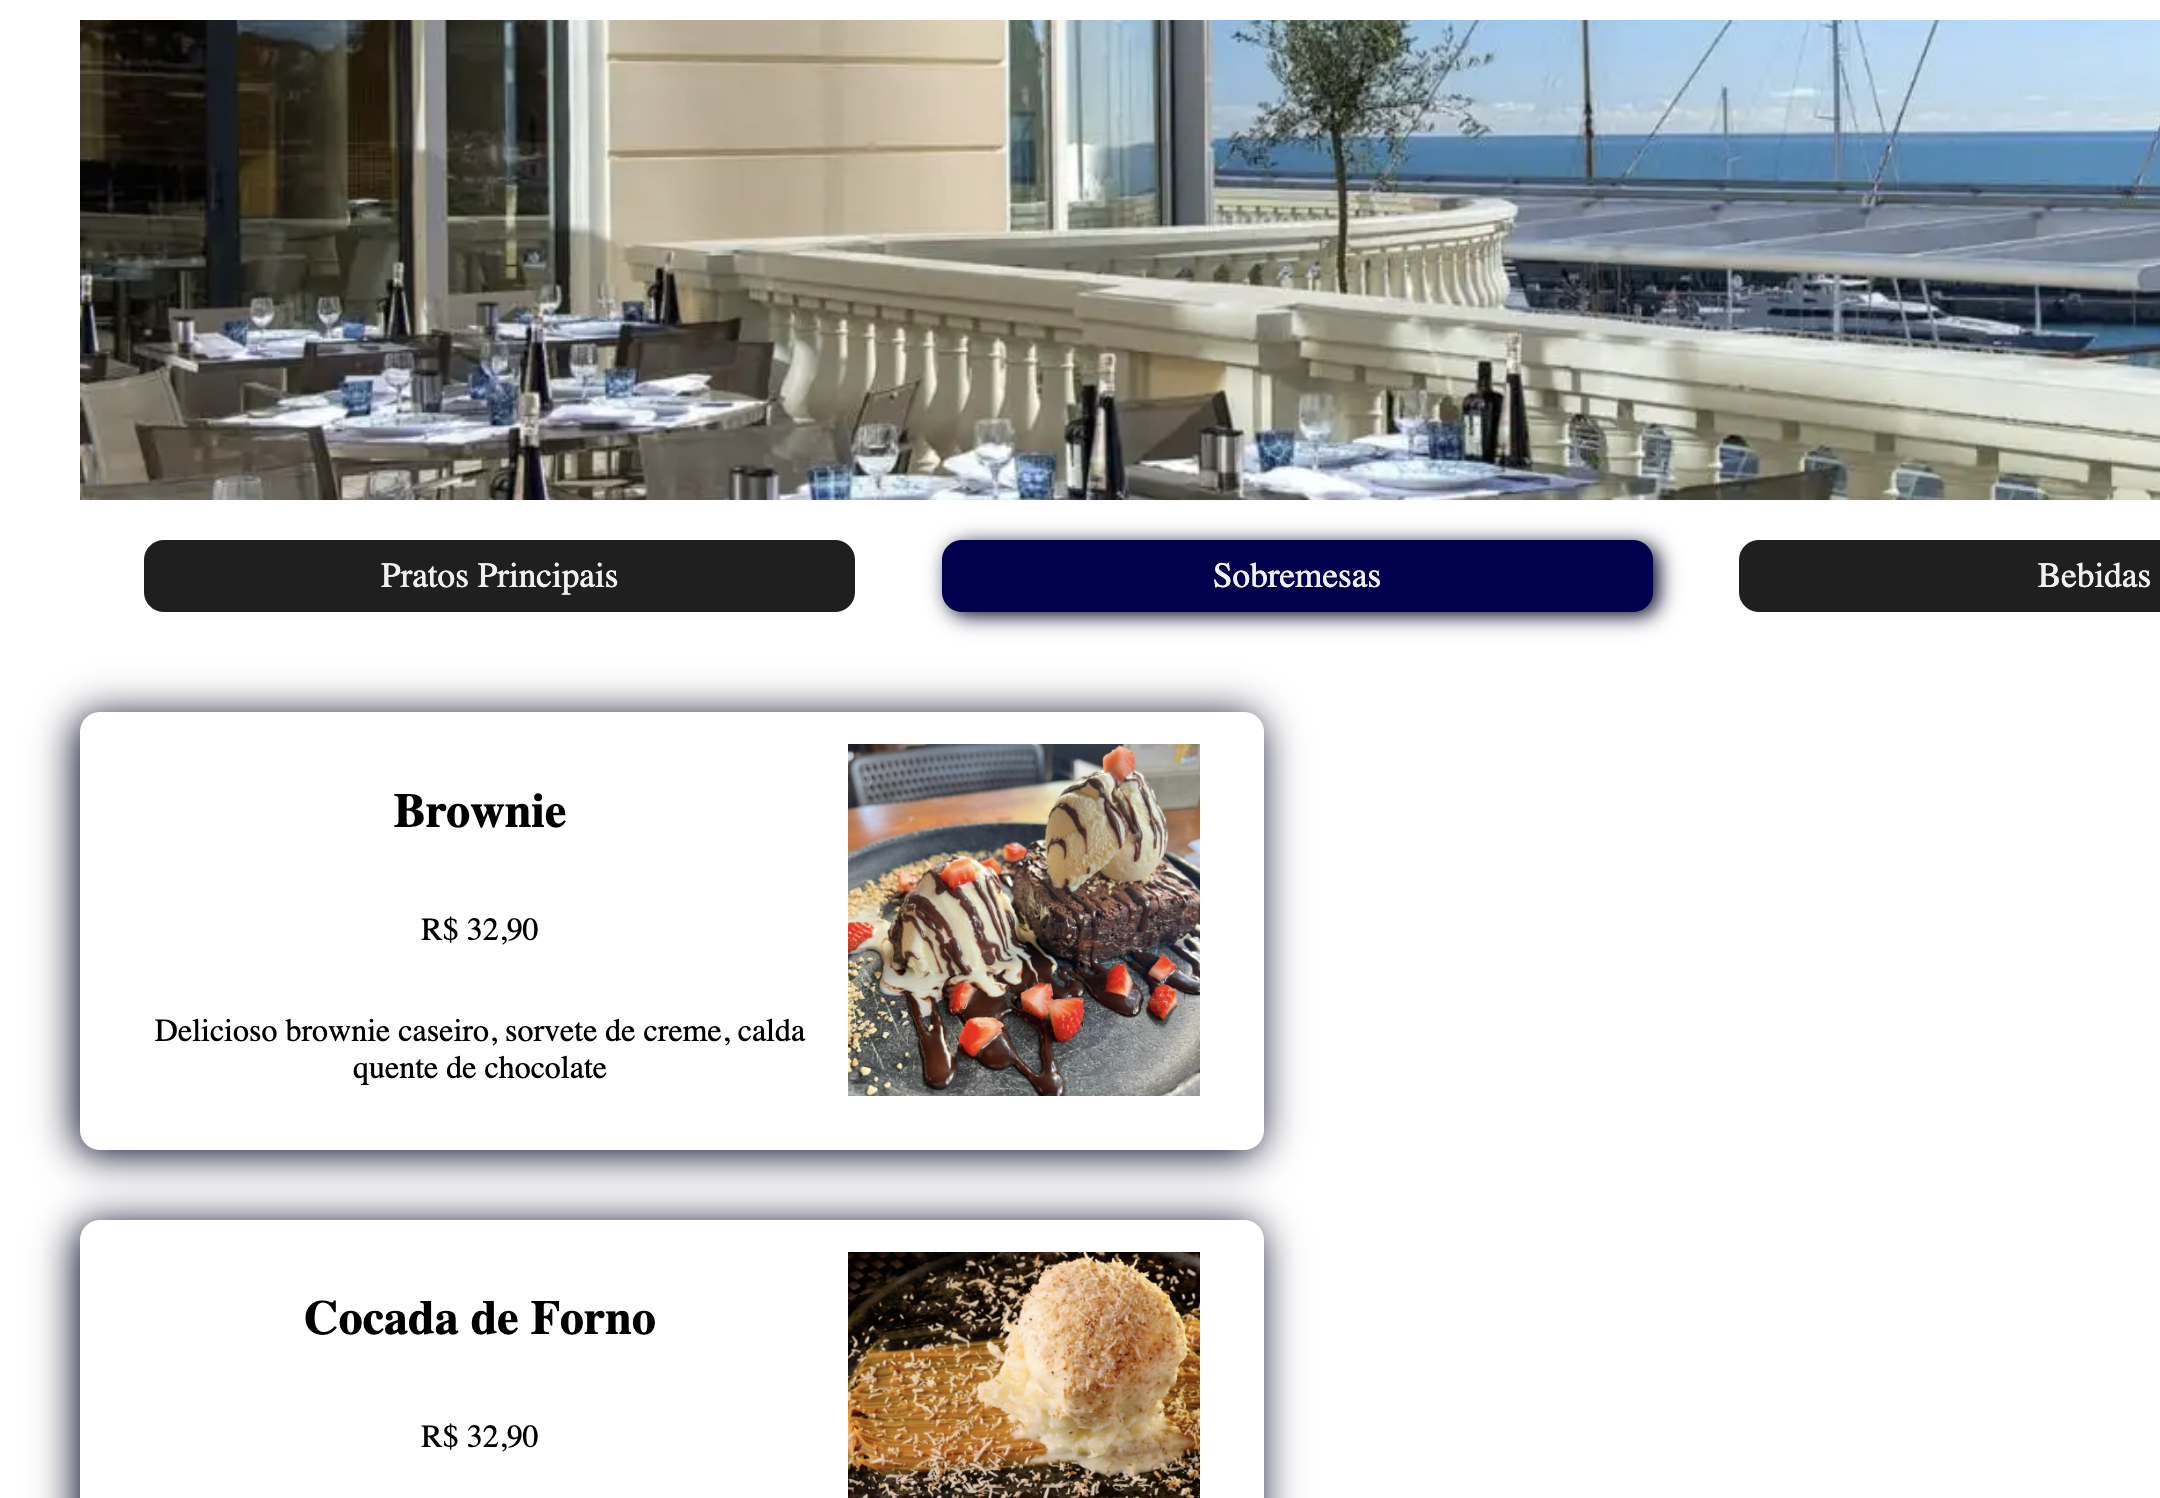 Pratos Principais
Sobremesas
Bebidas
Brownie
R$ 32,90
Delicioso brownie caseiro, sorvete de creme, calda
quente de chocolate
Cocada de Forno
R$ 32,90